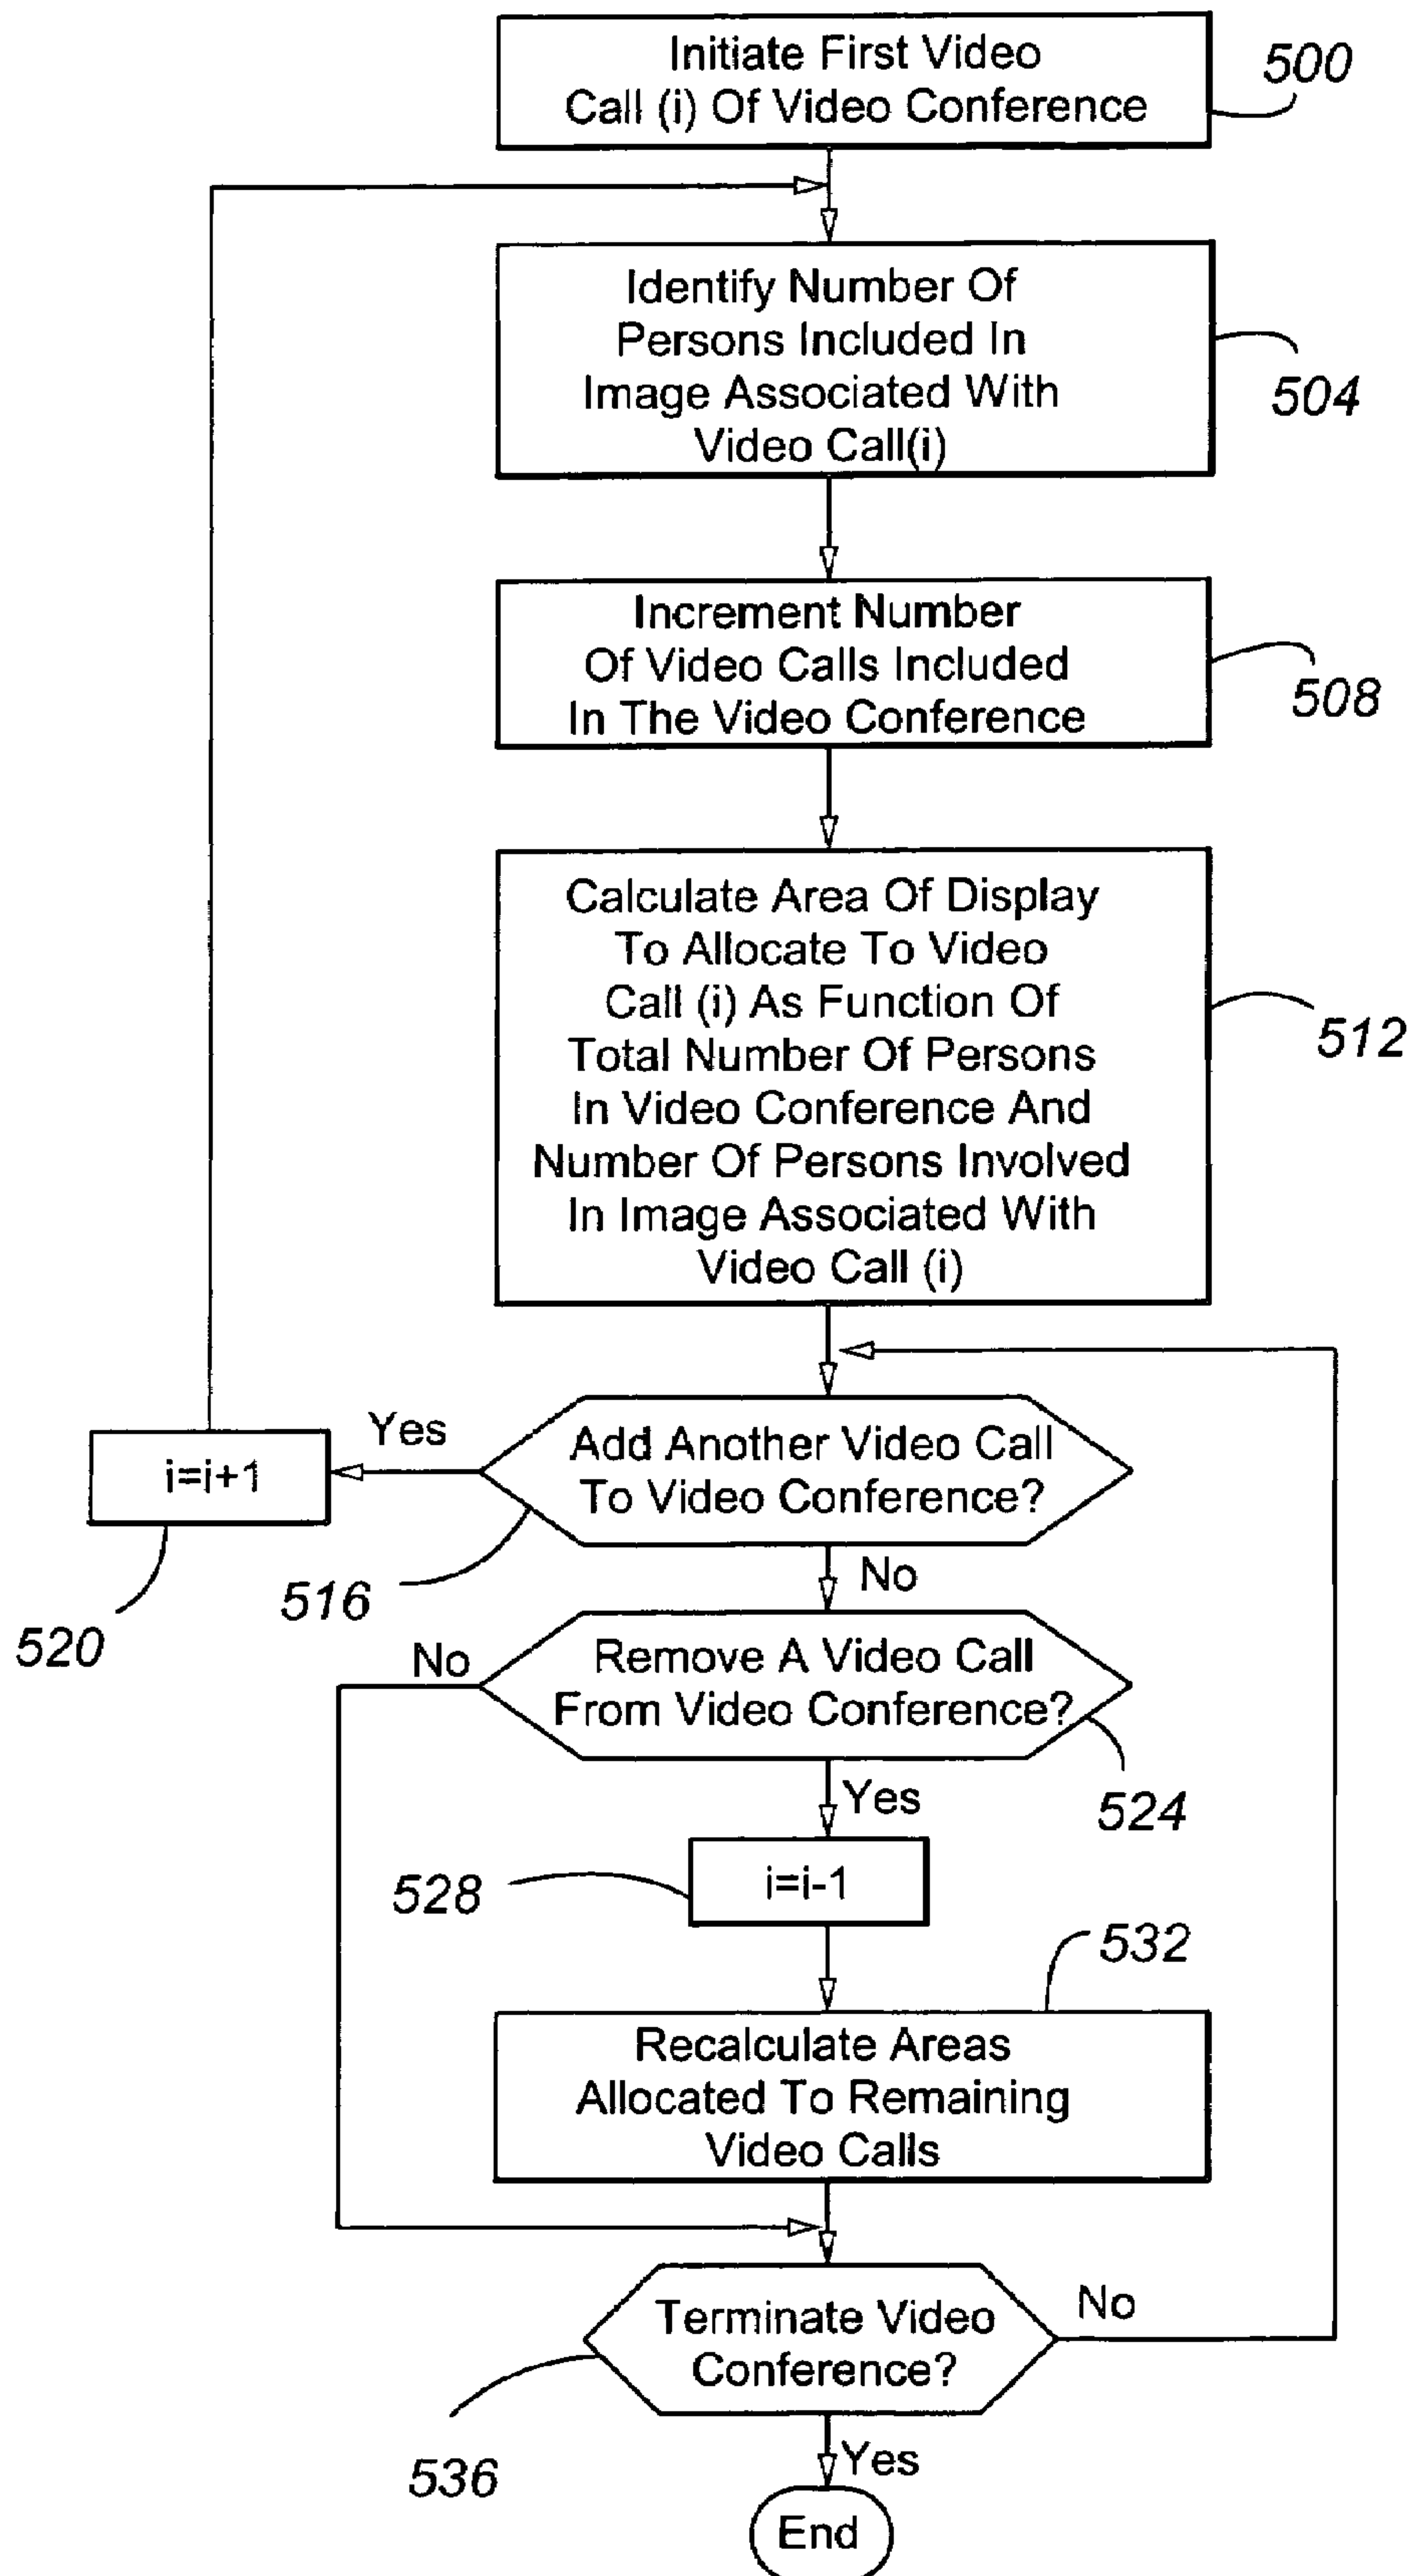 Initiate First Video
Call (i) Of Video Conference
500
Identify Number Of
Persons Included In
Image Associated With
Video Call(i)
504
Increment Number
Of Video Calls Included
In The Video Conference
508
Calculate Area Of Display
To Allocate To Video
Call (i) As Function Of
Total Number Of Persons
In Video Conference And
Number Of Persons Involved
In Image Associated With
Video Call (i)
512
Add Another Video Call
To Video Conference?
516
Yes
i=i+1
520
No
Remove A Video Call
From Video Conference?
524
No
Yes
i=i-1
528
532
Recalculate Areas
Allocated To Remaining
Video Calls
Terminate Video
Conference?
No
536
Yes
End